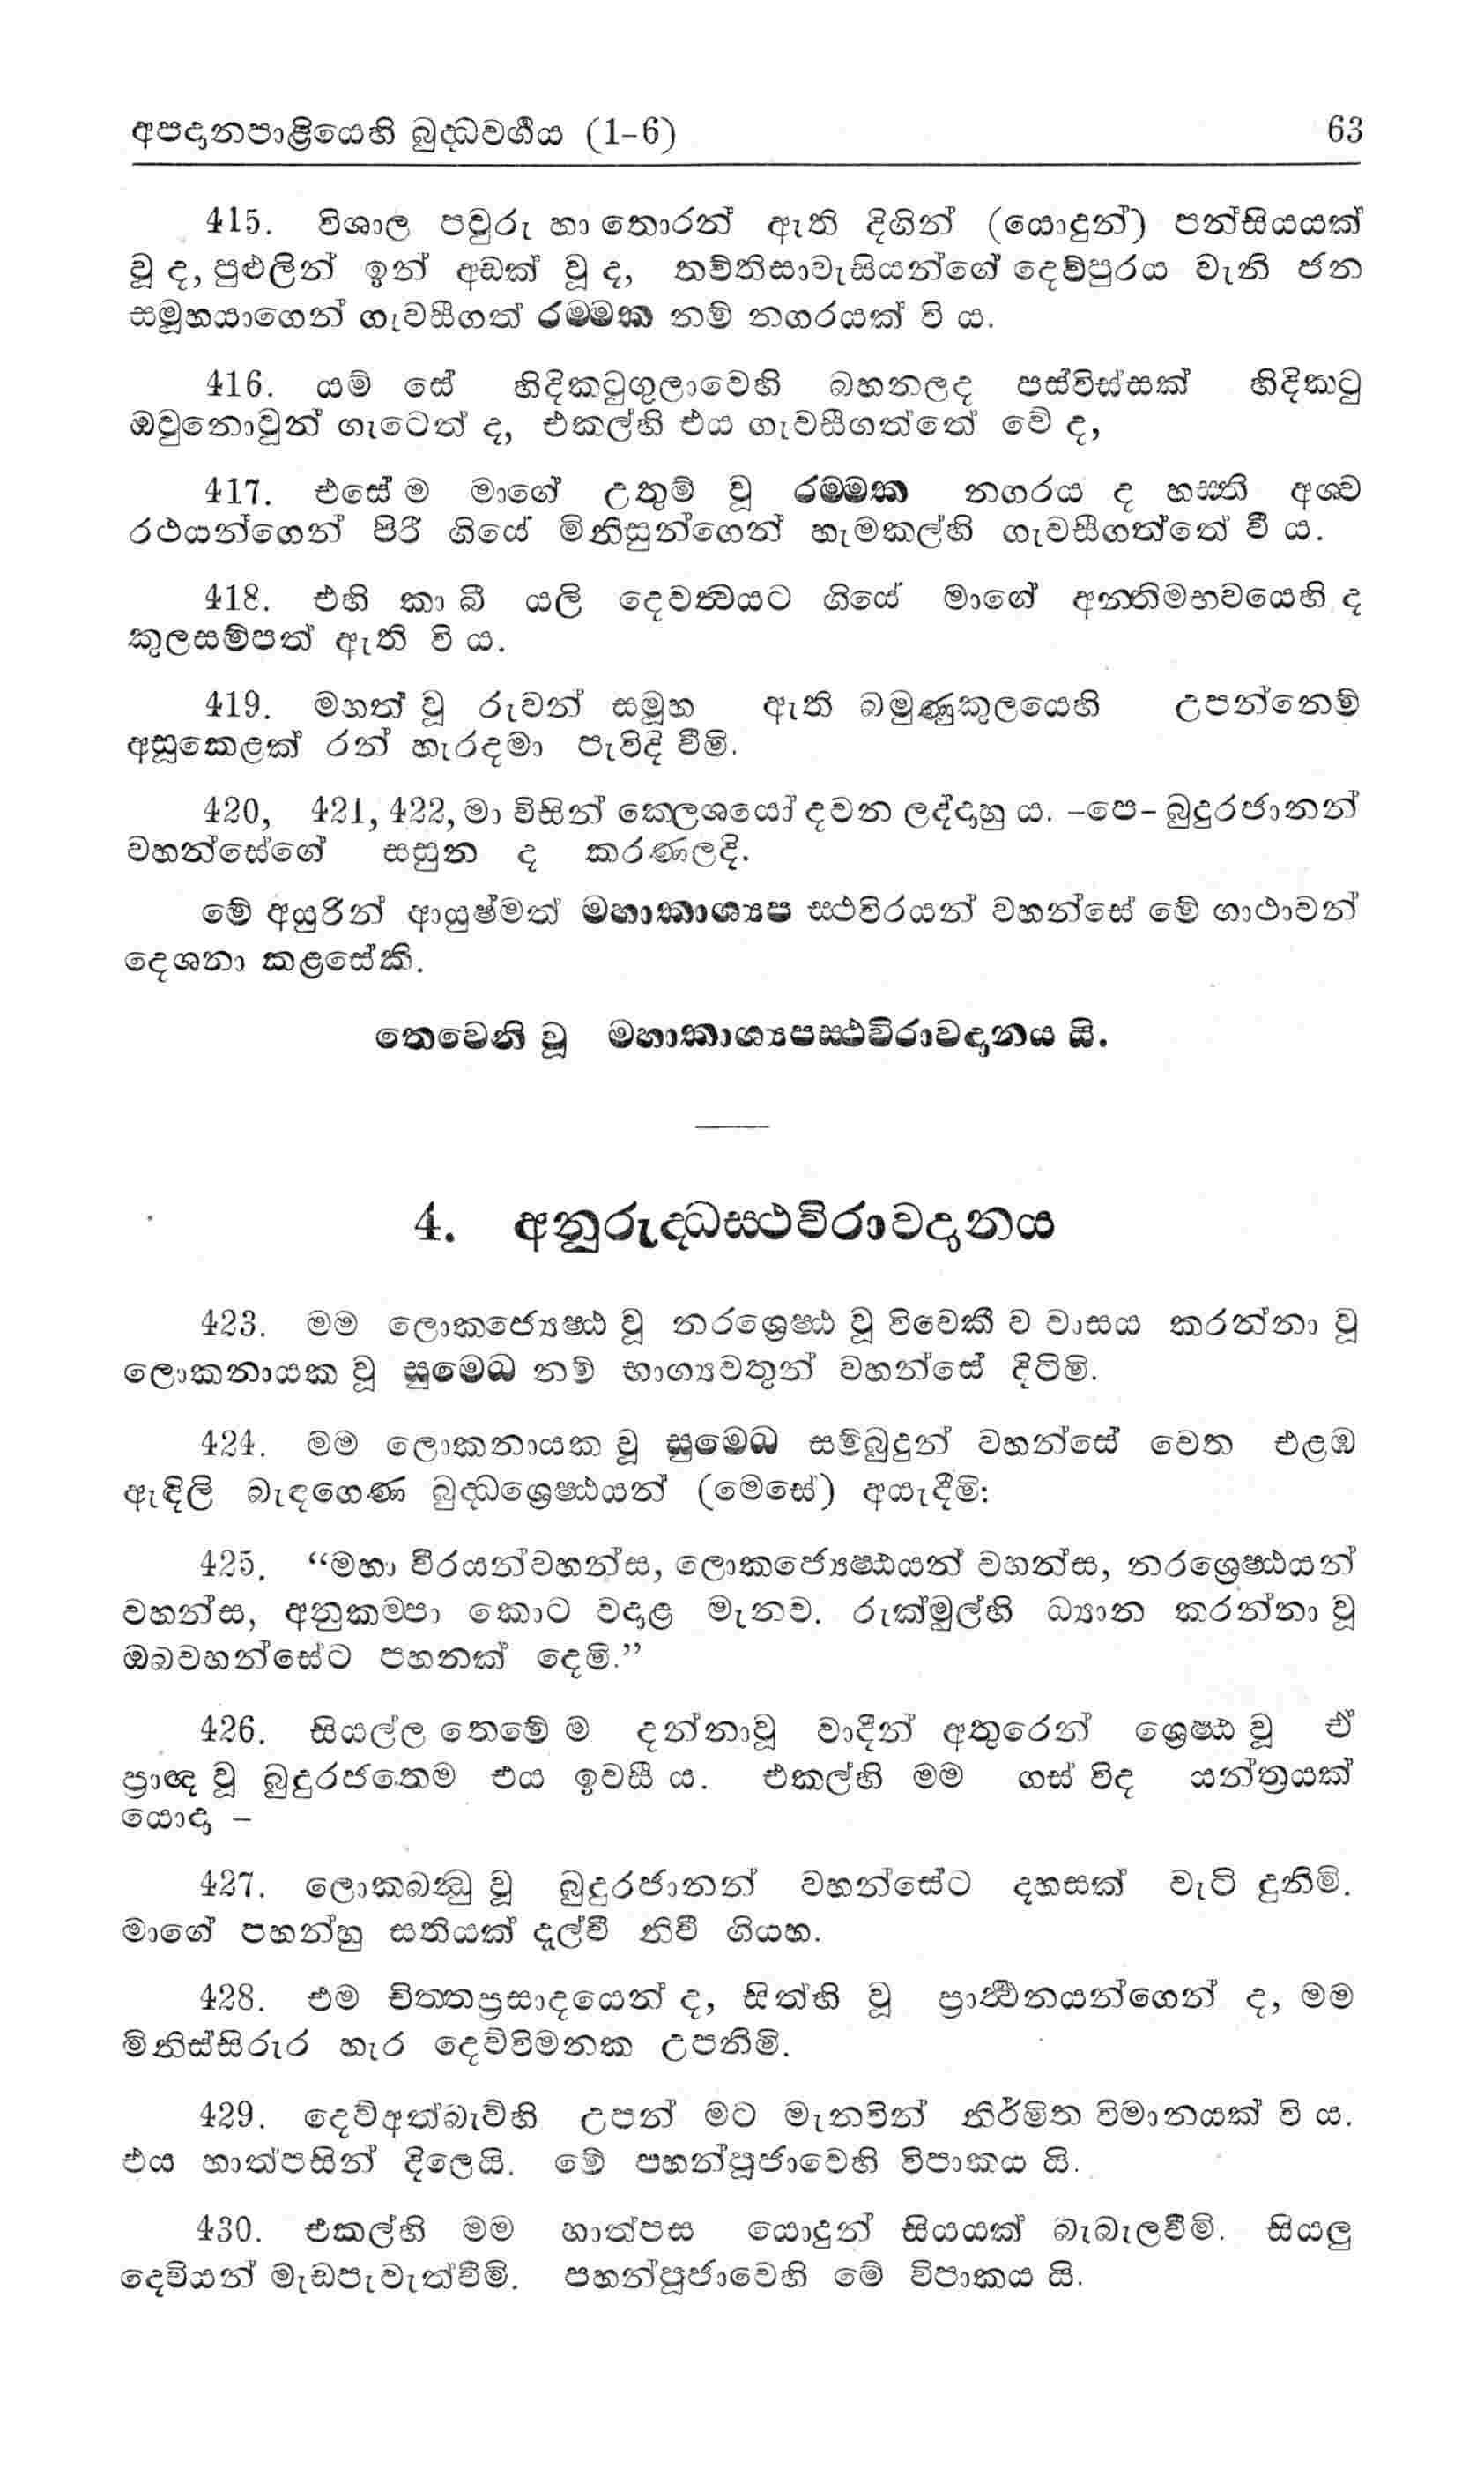 අපදානපාළියෙහි බුද්ධවර්ගය (1-6) 63
415. විශාල පවුරු හා තොරන් ඇති දිගින් (යොදුන්) පන්සියයක්
වූ ද, පුළුලින් ඉන් අඩක් වූ ද, තව්තිසාවැසියන්ගේ දෙව්පුරය වැනි ජන
සමූහයාගෙන් ගැවසීගත් රම්මක නම් නගරයක් වි ය.
416. යම් සේ හිදිකටුගුලාවෙහි බහනලද පස්විස්සක් හිදිකටු
ඔවුනොවුන් ගැටෙත් ද, එකල්හි එය ගැවසීගත්තේ වේ ද,
417. එසේ ම මාගේ උතුම් වූ රම්මක නගරය ද හස්ති අශ්ව
රථයන්ගෙන් පිරී ගියේ මිනිසුන්ගෙන් හැමකල්හි ගැවසීගත්තේ වී ය.
418. එහි කා බී යලි දෙවත්වයට ගියේ මාගේ අන්තිමභවයෙහි ද
කුලසම්පත් ඇති වි ය.
419. මහත් වූ රුවන් සමූහ ඇති බමුණුකුලයෙහි උපන්නෙම්
අසූකෙළක් රන් හැරදමා පැවිදි වීමි.
420, 421, 422, මා විසින් කෙලශයෝ දවන ලද්දාහු ය. -පෙ- බුදුරජානන්
වහන්සේගේ සසුන ද කරණලදි.
මේ අයුරින් ආයුෂ්මත් මහාකාශ්‍යප ස්ථවිරයන් වහන්සේ මේ ගාථාවන්
දෙශනා කළසේකි.
තෙවෙනි වූ මහාකාශ්‍යපස්ථවිරාවදානය යි.
4. අනුරුද්ධස්ථවිරාවදානය
423. මම ලොකජ්‍යෙෂ්ඨ වූ නරශ්‍රෙෂ්ඨ වූ විවෙකී ව වාසය කරන්නා වූ
ලොකනායක වූ සුමෙධ නම් භාග්‍යවතුන් වහන්සේ දිටිමි.
424. මම ලොකනායක වූ සුමෙධ සම්බුදුන් වහන්සේ වෙත එළඹ
ඇඳිලි බැඳගෙණ බුද්ධශ්‍රෙෂ්ඨයන් (මෙසේ) අයැදීමි:
425. “මහා වීරයන්වහන්ස, ලොකජ්‍යෙෂ්ඨයන් වහන්ස, නරශ්‍රෙෂ්ඨයන්
වහන්ස, අනුකම්පා කොට වදාළ මැනව. රුක්මුල්හි ධ්‍යාන කරන්නා වූ
ඔබවහන්සේට පහනක් දෙමි.”
426. සියල්ල තෙමේ ම දන්නාවූ වාදීන් අතුරෙන් ශ්‍රෙෂ්ඨ වූ ඒ
ප්‍රාඥ වූ බුදුරජතෙම එය ඉවසී ය. එකල්හි මම ගස් විද යන්ත්‍රයක්
යොදා –
427. ලොකබන්ධු වූ බුදුරජානන් වහන්සේට දහසක් වැටි දුනිමි.
මාගේ පහන්හු සතියක් දැල්වී නිවී ගියහ.
428. එම චිත්තප්‍රසාදයෙන් ද, සිත්හි වූ ප්‍රාර්ථනයන්ගෙන් ද, මම
මිනිස්සිරුර හැර දෙව්විමනක උපනිමි.
429. දෙව්අත්බැව්හි උපන් මට මැනවින් නිර්මිත විමානයක් වි ය.
එය හාත්පසින් දිලෙයි. මේ පහන්පූජාවෙහි විපාකය යි.
430. එකල්හි මම හාත්පස යොදුන් සියයක් බැබැලවීමි. සියලු
දෙවියන් මැඩපැවැත්වීමි. පහන්පූජාවෙහි මේ විපාකය යි.